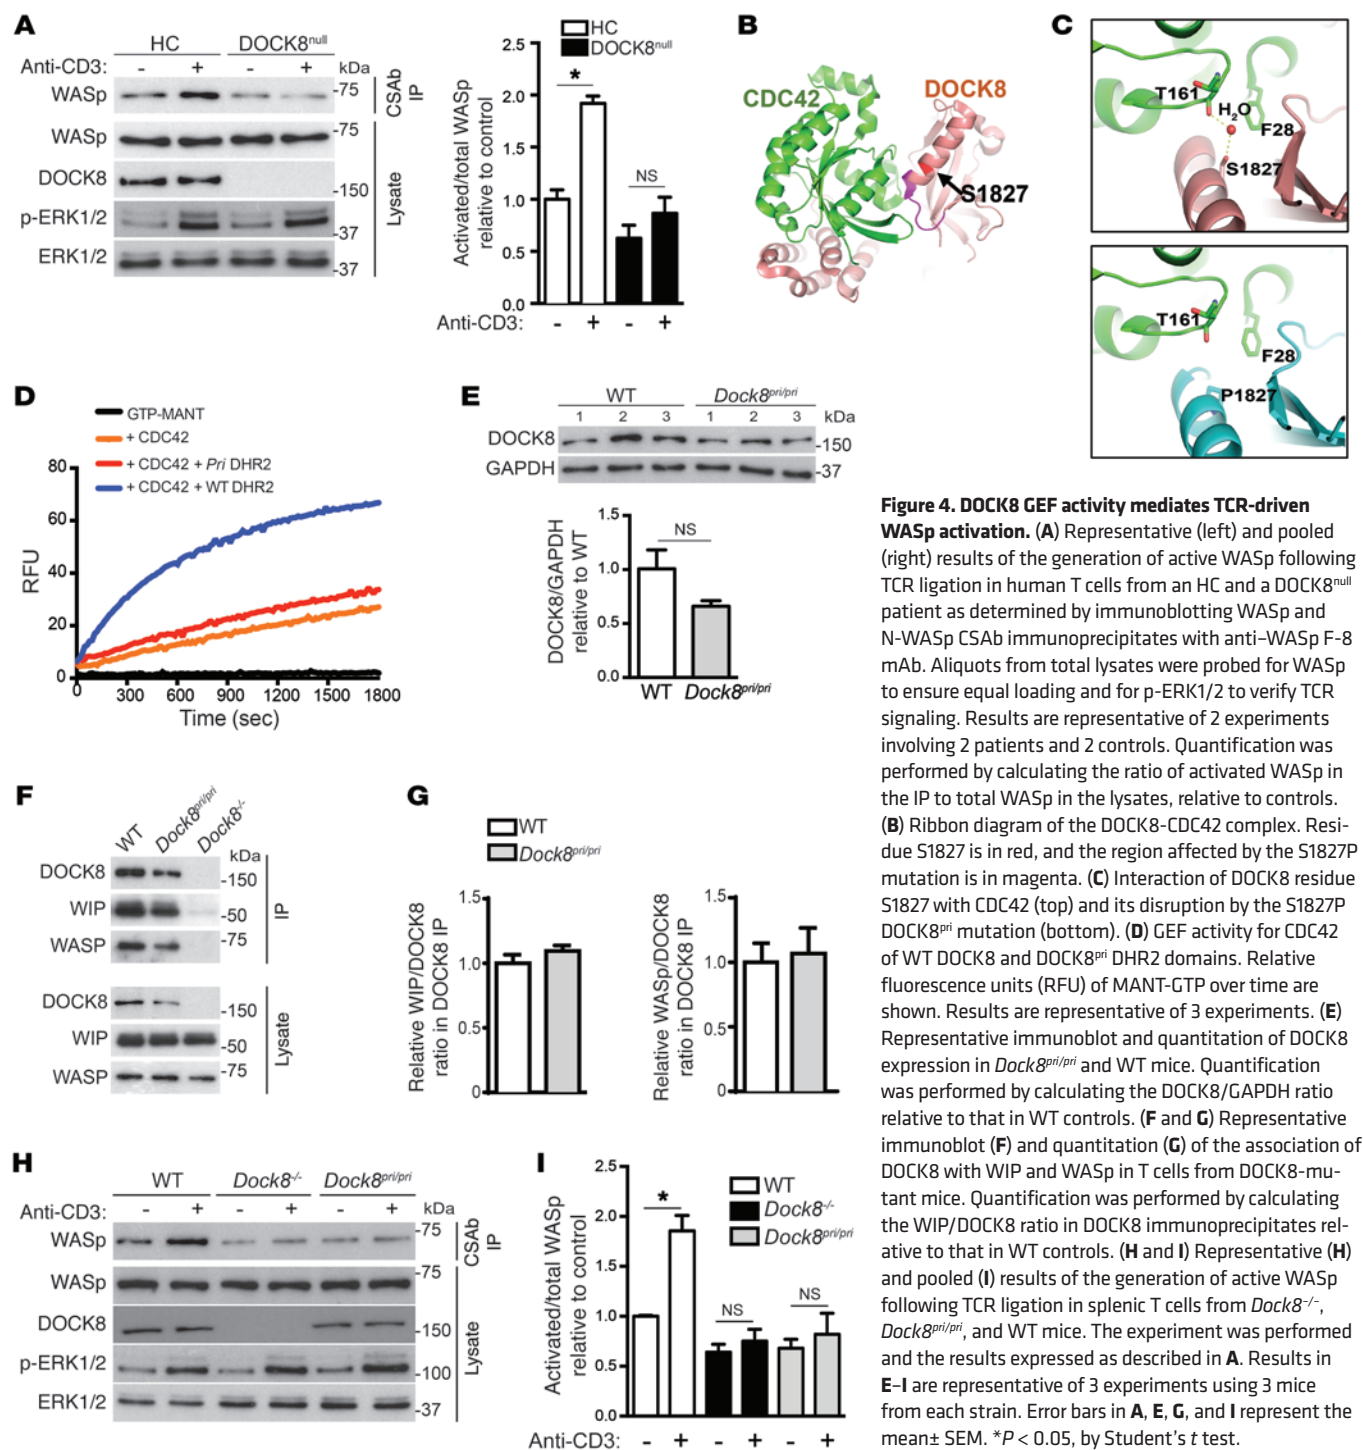 A
HC
DOCK8null
Anti-CD3:
- + - + kDa
WASp
-75
CSAb
IP
WASp
-75
DOCK8
-150
p-ERK1/2
-37
ERK1/2
-37
Lysate
HC
DOCK8null
Activated/total WASp
relative to control
2.5
2.0
1.5
1.0
0.5
0.0
*
NS
Anti-CD3: - + - +
B
CDC42
DOCK8
S1827
C
T161
H2O
F28
S1827
T161
F28
P1827
D
GTP-MANT
+ CDC42
+ CDC42 + Pri DHR2
+ CDC42 + WT DHR2
RFU
80
60
40
20
0
0 300 600 900 1200 1500 1800
Time (sec)
E
WT Dock8pri/pri
1 2 3 1 2 3 kDa
DOCK8
-150
GAPDH
-37
DOCK8/GAPDH
relative to WT
1.5
1.0
0.5
0.0
NS
WT Dock8pri/pri
F
WT
Dock8pri/pri
Dock8-/-
kDa
DOCK8
-150
WIP
-50
WASP
-75
IP
DOCK8
-150
WIP
-50
WASP
-75
Lysate
G
WT
Dock8pri/pri
Relative WIP/DOCK8
ratio in DOCK8 IP
1.5
1.0
0.5
0
Relative WASp/DOCK8
ratio in DOCK8 IP
1.5
1.0
0.5
0
H
WT Dock8-/- Dock8pri/pri
Anti-CD3: - + - + - + kDa
WASp
-75
CSAb
IP
WASp
-75
DOCK8
-150
p-ERK1/2
-100
ERK1/2
-37
Lysate
I
WT
Dock8-/-
Dock8pri/pri
Activated/total WASp
relative to control
2.5
2.0
1.5
1.0
0.5
0.0
*
NS
NS
Anti-CD3: - + - + - +
Figure 4. DOCK8 GEF activity mediates TCR-driven
WASp activation. (A) Representative (left) and pooled
(right) results of the generation of active WASp following
TCR ligation in human T cells from an HC and a DOCK8null
patient as determined by immunoblotting WASp and
N-WASp CSAb immunoprecipitates with anti–WASp F-8
mAb. Aliquots from total lysates were probed for WASp
to ensure equal loading and for p-ERK1/2 to verify TCR
signaling. Results are representative of 2 experiments
involving 2 patients and 2 controls. Quantification was
performed by calculating the ratio of activated WASp in
the IP to total WASp in the lysates, relative to controls.
(B) Ribbon diagram of the DOCK8-CDC42 complex. Resi-
due S1827 is in red, and the region affected by the S1827P
mutation is in magenta. (C) Interaction of DOCK8 residue
S1827 with CDC42 (top) and its disruption by the S1827P
DOCK8pri mutation (bottom). (D) GEF activity for CDC42
of WT DOCK8 and DOCK8pri DHR2 domains. Relative
fluorescence units (RFU) of MANT-GTP over time are
shown. Results are representative of 3 experiments. (E)
Representative immunoblot and quantitation of DOCK8
expression in Dock8pri/pri and WT mice. Quantification
was performed by calculating the DOCK8/GAPDH ratio
relative to that in WT controls. (F and G) Representative
immunoblot (F) and quantitation (G) of the association of
DOCK8 with WIP and WASp in T cells from DOCK8-mu-
tant mice. Quantification was performed by calculating
the WIP/DOCK8 ratio in DOCK8 immunoprecipitates rel-
ative to that in WT controls. (H and I) Representative (H)
and pooled (I) results of the generation of active WASp
following TCR ligation in splenic T cells from Dock8–/–,
Dock8pri/pri, and WT mice. The experiment was performed
and the results expressed as described in A. Results in
E–I are representative of 3 experiments using 3 mice
from each strain. Error bars in A, E, G, and I represent the
mean± SEM. *P < 0.05, by Student's t test.